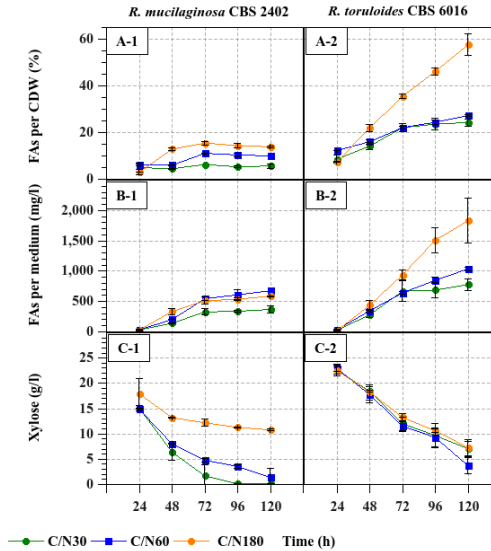 R. mucilaginosa CBS 2402 R. toruloides CBS 6016
A-1 A-2
FAs per CDW (%)
60
40
20
0
B-1 B-2
FAs per medium (mg/l)
2,000
1,500
1,000
500
0
C-1 C-2
Xylose (g/l)
25
20
15
10
5
0
24 48 72 96 120 24 48 72 96 120
C/N30 C/N60 C/N180 Time (h)